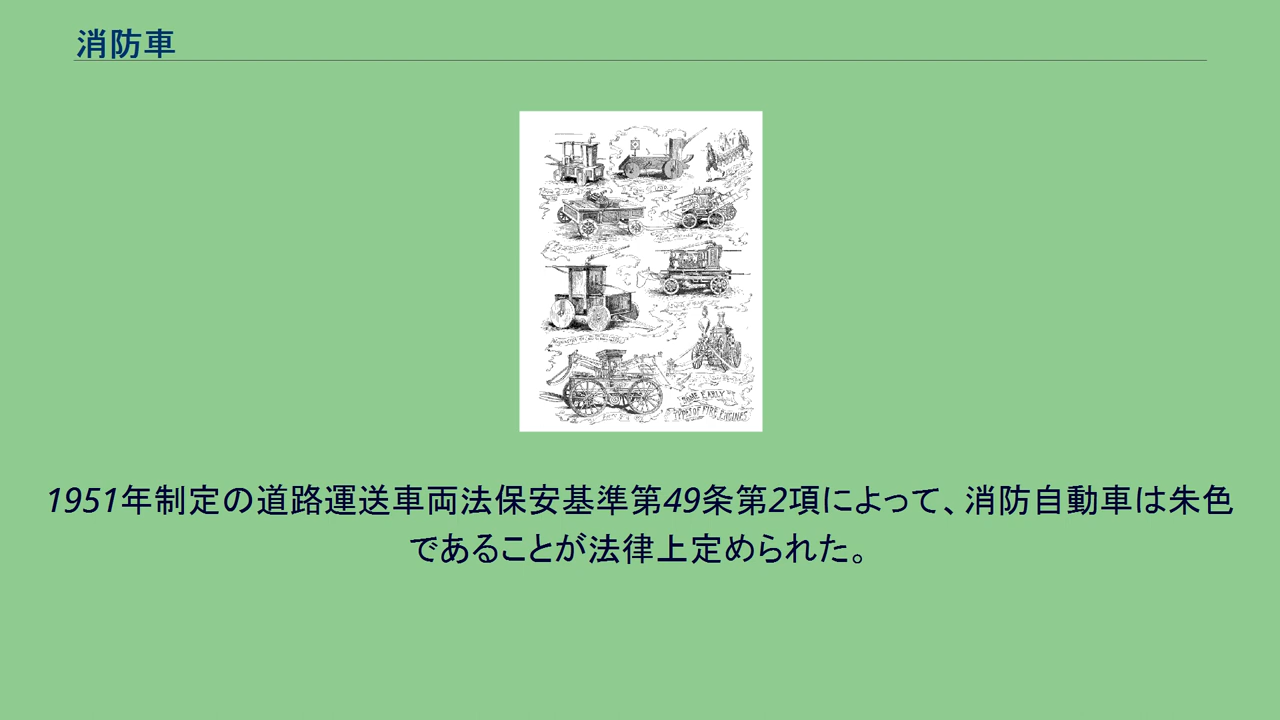 消防車
SOME EARLY
TYPES OF FIRE ENGINES
1951年制定の道路運送車両法保安基準第49条第2項によって、消防自動車は朱色
であることが法律上定められた。